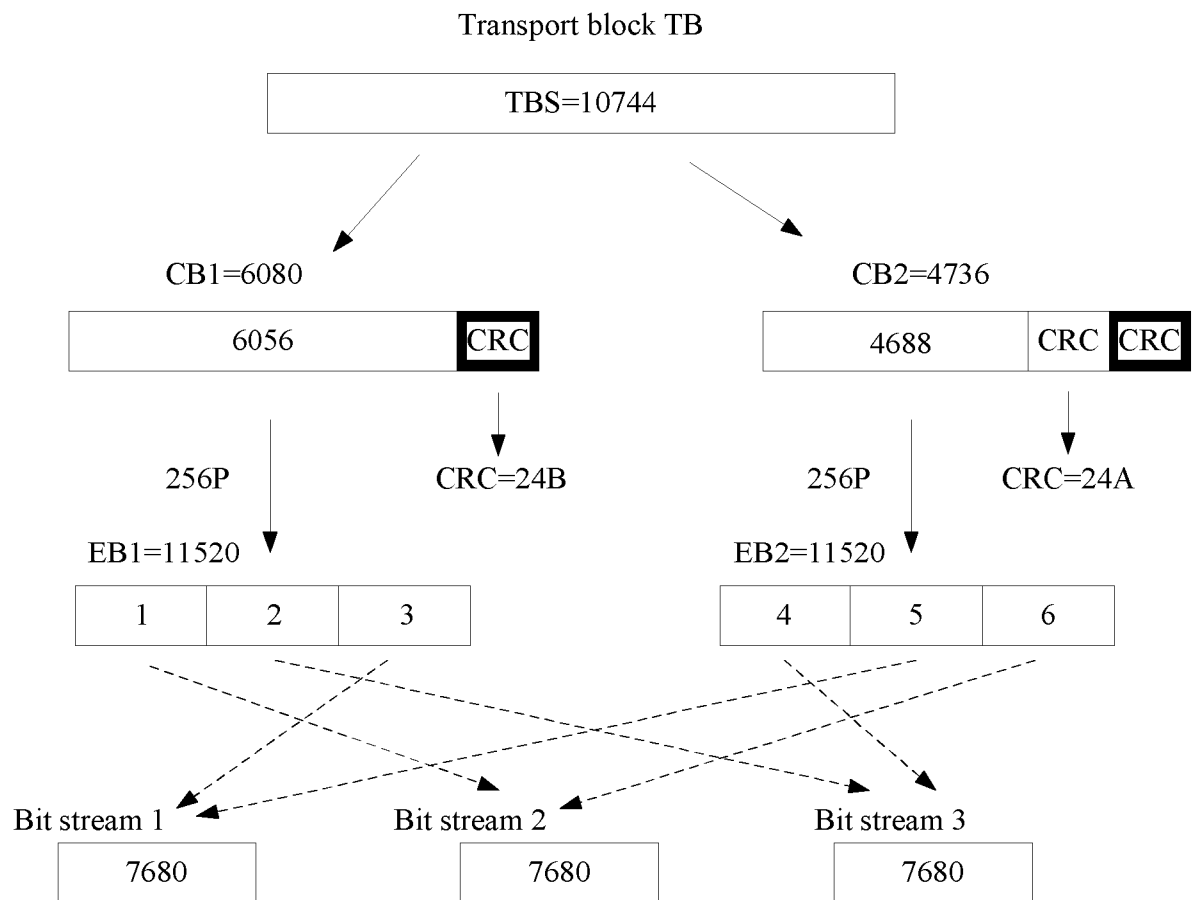 Transport block TB
TBS=10744
CB1=6080
CB2=4736
6056 CRC
4688 CRC CRC
256P
CRC=24B
256P
CRC=24A
EB1=11520
EB2=11520
1 2 3
4 5 6
Bit stream 1
Bit stream 2
Bit stream 3
7680
7680
7680